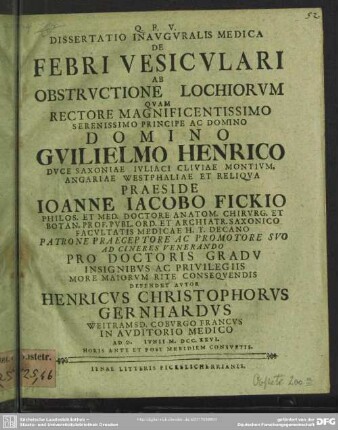 52
Q. F. V.
DISSERTATIO INAVGVRALIS MEDICA
DE
FEBRI VESICVLARI
AB
OBSTRVCTIONE LOCHIORVM
QVAM
RECTORE MAGNIFICENTISSIMO
SERENISSIMO PRINCIPE AC DOMINO
DOMINO
GVILIELMO HENRICO
DVCE SAXONIAE IVLIACI CLIVIAE MONTIVM,
ANGARIAE WESTPHALIAE ET RELIQVA
PRAESIDE
IOANNE IACOBO FICKIO
PHILOS. ET MED. DOCTORE ANATOM. CHIRVRG. ET
BOTAN. PROF. PVBL. ORD. ET ARCHIATR. SAXONICO
FACVLTATIS MEDICAE H. T. DECANO
PATRONE PRAECEPTORE AC PROMOTORE SVO
AD CINERES VENERANDO
PRO DOCTORIS GRADV
INSIGNIBVS AC PRIVILEGIIS
MORE MAIORVM RITE CONSEQVENDIS
DEFENDET AVTOR
HENRICVS CHRISTOPHORVS
GERNHARDVS
WEITRAMSD. COBVRGO FRANCVS
IN AVDITORIO MEDICO
AD D. IVNII M. DCC. XXVI.
HORIS ANTE ET POST MERIDIEM CONSVETIS.
IENAE LITTERIS FICKELSCHERRIANIS.